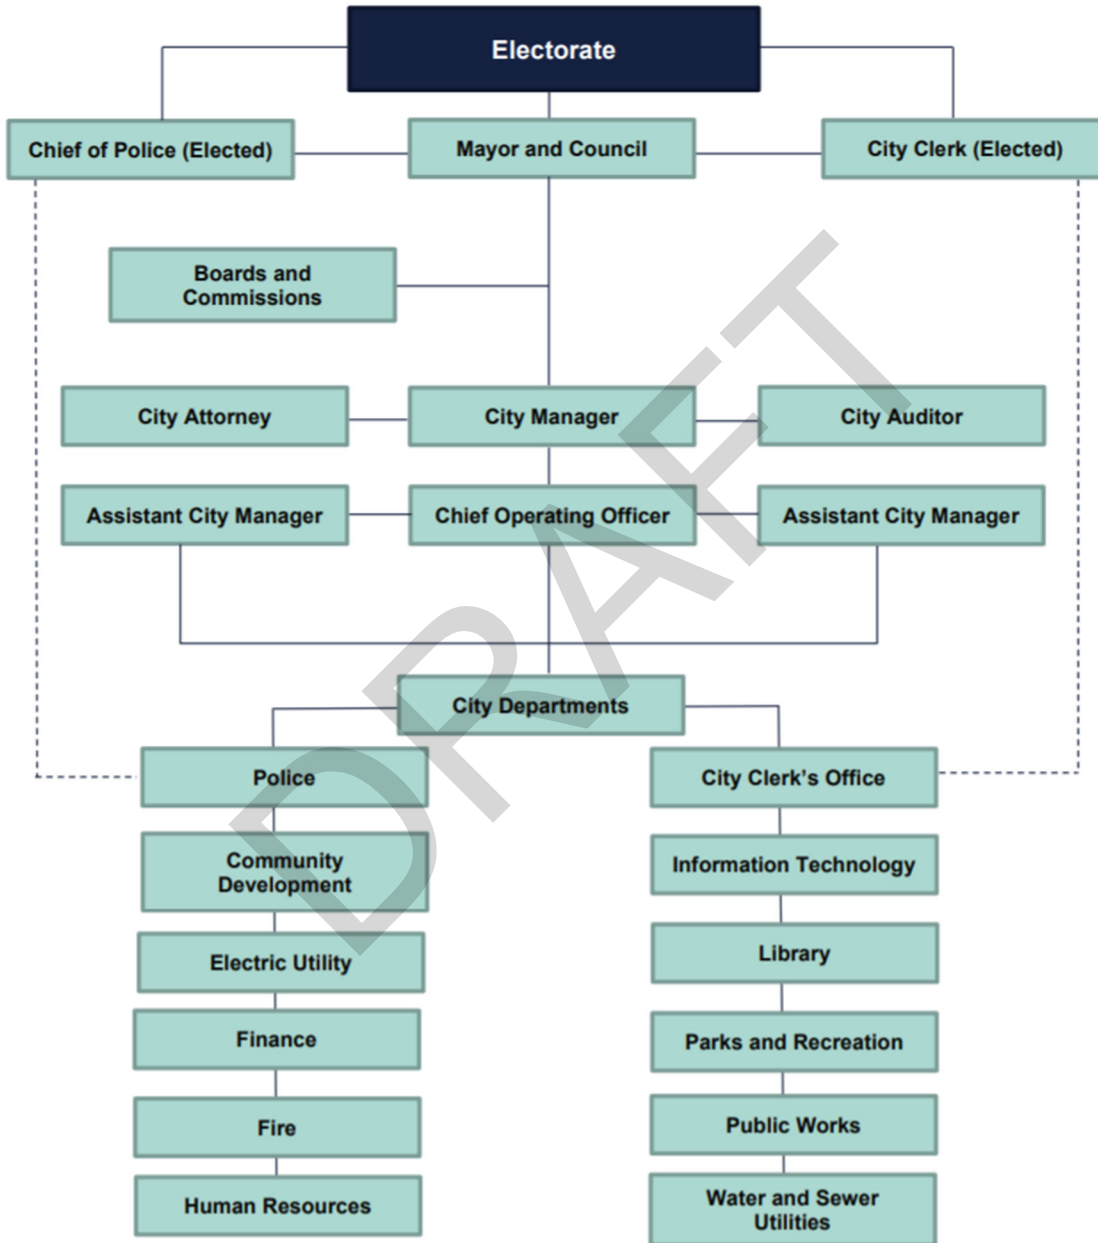 Electorate
Chief of Police (Elected)
Mayor and Council
City Clerk (Elected)
Boards and
Commissions
City Attorney
City Manager
City Auditor
Assistant City Manager
Chief Operating Officer
Assistant City Manager
City Departments
Police
City Clerk's Office
Community
Development
Information Technology
Electric Utility
Library
Finance
Parks and Recreation
Fire
Public Works
Human Resources
Water and Sewer
Utilities
DRAFT